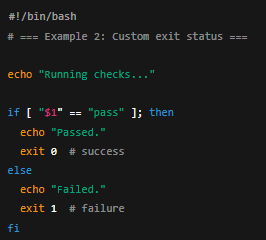 #!/bin/bash
# === Example 2: Custom exit status ===
echo "Running checks..."
if [ "$1" == "pass" ]; then
  echo "Passed."
  exit 0  # success
else
  echo "Failed."
  exit 1  # failure
fi